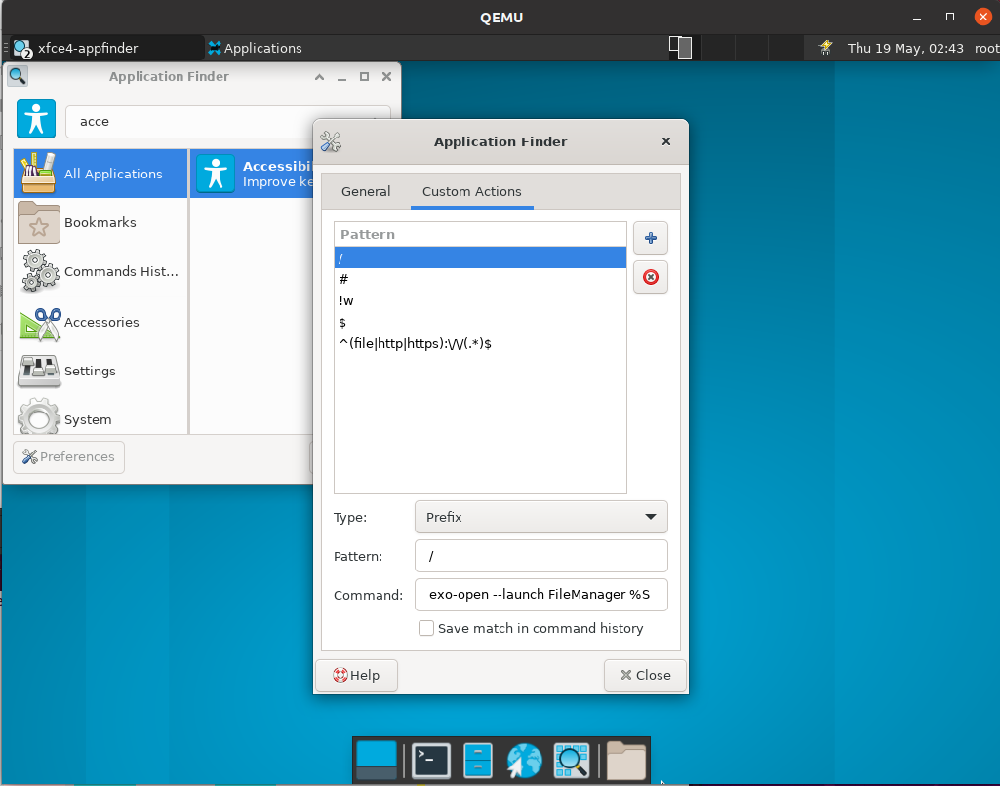 QEMU
xfce4-appfinder
2
Applications
Thu 19 May, 02:43
root
Application Finder
acce
All Applications
Bookmarks
Commands Hist...
Accessories
Settings
System
Preferences
Improve
Application Finder
General
Custom Actions
Pattern
/
#
!w
$
^(file|http|https):\/\/(.*)$
Type:
Prefix
Pattern:
/
Command:
exo-open --launch FileManager %S
Save match in command history
Help
Close